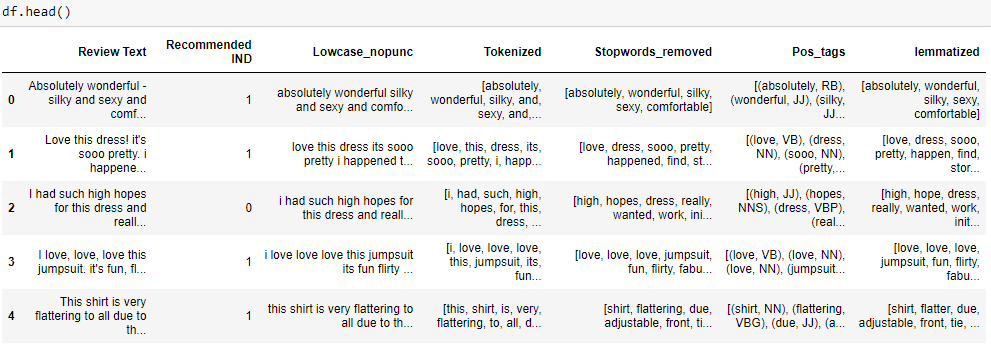 df.head()
Review Text Recommended IND Lowcase_nopunc Tokenized Stopwords_removed Pos_tags lemmatized
0 Absolutely wonderful - silky and sexy and comf... 1 absolutely wonderful silky and sexy and comfo... [absolutely, wonderful, silky, and, sexy, and,... [absolutely, wonderful, silky, sexy, comfortable] [(absolutely, RB), (wonderful, JJ), (silky, JJ... [absolutely, wonderful, silky, sexy, comfortable]
1 Love this dress! it's sooo pretty. i happene... 1 love this dress its sooo pretty i happened t... [love, this, dress, its, sooo, pretty, i, happ... [love, dress, sooo, pretty, happened, find, st... [(love, VB), (dress, NN), (sooo, NN), (pretty,... [love, dress, sooo, pretty, happen, find, stor...
2 I had such high hopes for this dress and reall... 0 i had such high hopes for this dress and reall... [i, had, such, high, hopes, for, this, dress, ... [high, hopes, dress, really, wanted, work, ini... [(high, JJ), (hopes, NNS), (dress, VBP), (real... [high, hope, dress, really, wanted, work, init...
3 I love, love, love this jumpsuit. it's fun, fl... 1 i love love love this jumpsuit its fun flirty ... [i, love, love, love, this, jumpsuit, its, fun... [love, love, love, jumpsuit, fun, flirty, fabu... [(love, VB), (love, NN), (love, NN), (jumpsuit... [love, love, love, jumpsuit, fun, flirty, fabu...
4 This shirt is very flattering to all due to th... 1 this shirt is very flattering to all due to th... [this, shirt, is, very, flattering, to, all, d... [shirt, flattering, due, adjustable, front, ti... [(shirt, NN), (flattering, VBG), (due, JJ), (a... [shirt, flatter, due, adjustable, front, tie, ...